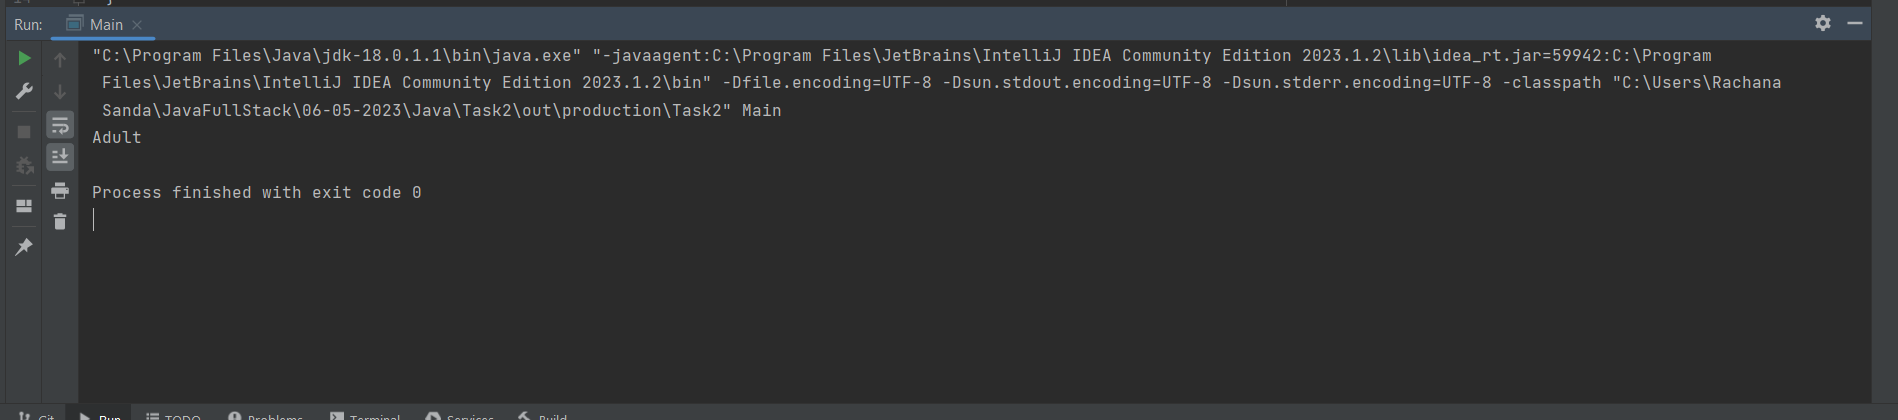 Run: Main
"C:\Program Files\Java\jdk-18.0.1.1\bin\java.exe" "-javaagent:C:\Program Files\JetBrains\IntelliJ IDEA Community Edition 2023.1.2\lib\idea_rt.jar=59942:C:\Program
Files\JetBrains\IntelliJ IDEA Community Edition 2023.1.2\bin" -Dfile.encoding=UTF-8 -Dsun.stdout.encoding=UTF-8 -Dsun.stderr.encoding=UTF-8 -classpath "C:\Users\Rachana
Sanda\JavaFullStack\06-05-2023\Java\Task2\out\production\Task2" Main
Adult
Process finished with exit code 0
Git Run TODO Problems Terminal Services Build